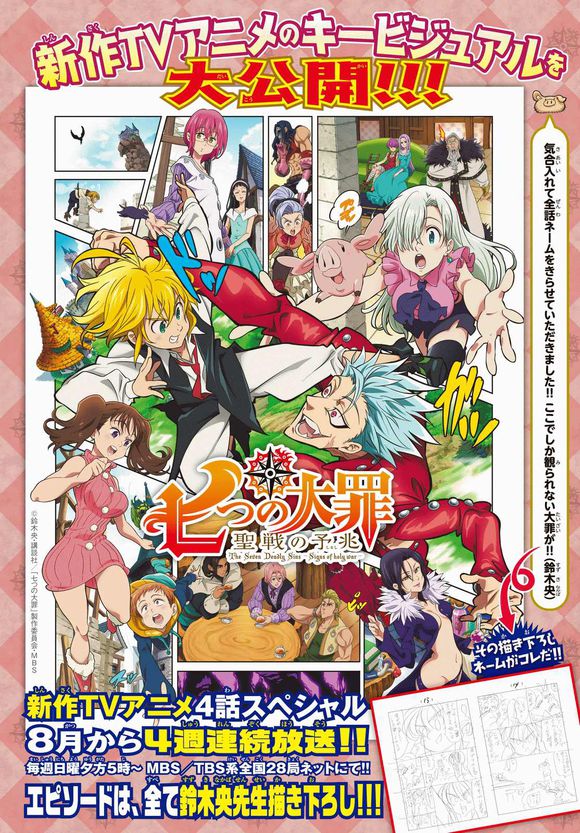 新作TVアニメのキービジュアルを
大公開!!!
気合入れて全話ネームをきらせていただきました!! ここでしか観られない大罪が!!(鈴木央)
モ
ドドッ
ガッ
七つの大罪
聖戦の予兆
The Seven Deadly Sins - Signs of holy war -
©鈴木央・講談社/「七つの大罪」製作委員会・MBS
その描き下ろし
ネームがコレだ!!
新作TVアニメ4話スペシャル
8月から4週連続放送!!
毎週日曜夕方5時~ MBS/TBS系全国28局ネットにて!!
エピソードは、全て鈴木央先生描き下ろし!!!